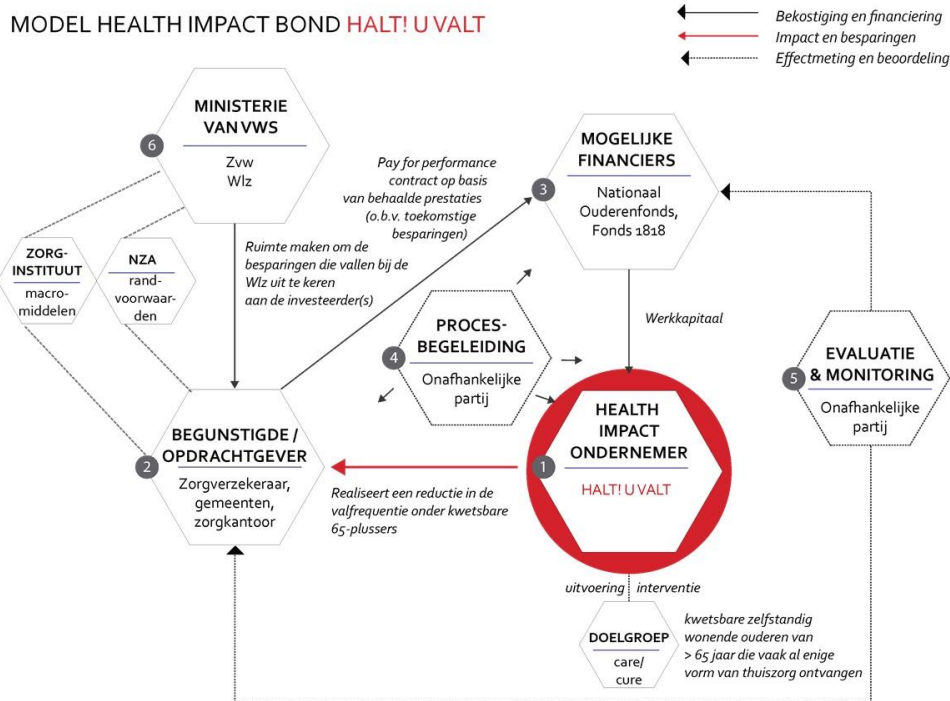 MODEL HEALTH IMPACT BOND HALT! U VALT
Bekostiging en financiering
Impact en besparingen
Effectmeting en beoordeling
6
MINISTERIE
VAN VWS
Zvw
Wlz
ZORG-
INSTITUUT
macro-
middelen
NZA
rand-
voorwaar-
den
Ruimte maken om de
besparingen die vallen bij de
Wlz uit te keren
aan de investeerder(s)
Pay for performance
contract op basis
van behaalde prestaties
(o.b.v. toekomstige
besparingen)
3
MOGELIJKE
FINANCIERS
Nationaal
Ouderenfonds,
Fonds 1818
Werkkapitaal
4
PROCES-
BEGELEIDING
Onafhankelijke
partij
5
EVALUATIE
& MONITORING
Onafhankelijke
partij
2
BEGUNSTIGDE /
OPDRACHTGEVER
Zorgverzekeraar,
gemeenten,
zorgkantoor
Realiseert een reductie in de
valfrequentie onder kwetsbare
65-plussers
1
HEALTH
IMPACT
ONDERNEMER
HALT! U VALT
uitvoering interventie
DOELGROEP
care/
cure
kwetsbare zelfstandig
wonende ouderen van
> 65 jaar die vaak al enige
vorm van thuiszorg ontvangen